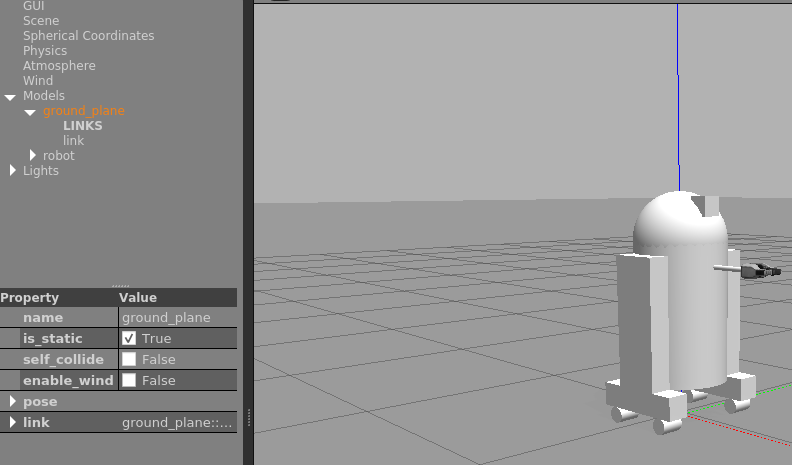 GUI
Scene
Spherical Coordinates
Physics
Atmosphere
Wind
Models
ground_plane
LINKS
link
robot
Lights
Property Value
name ground_plane
is_static True
self_collide False
enable_wind False
pose
link ground_plane::...